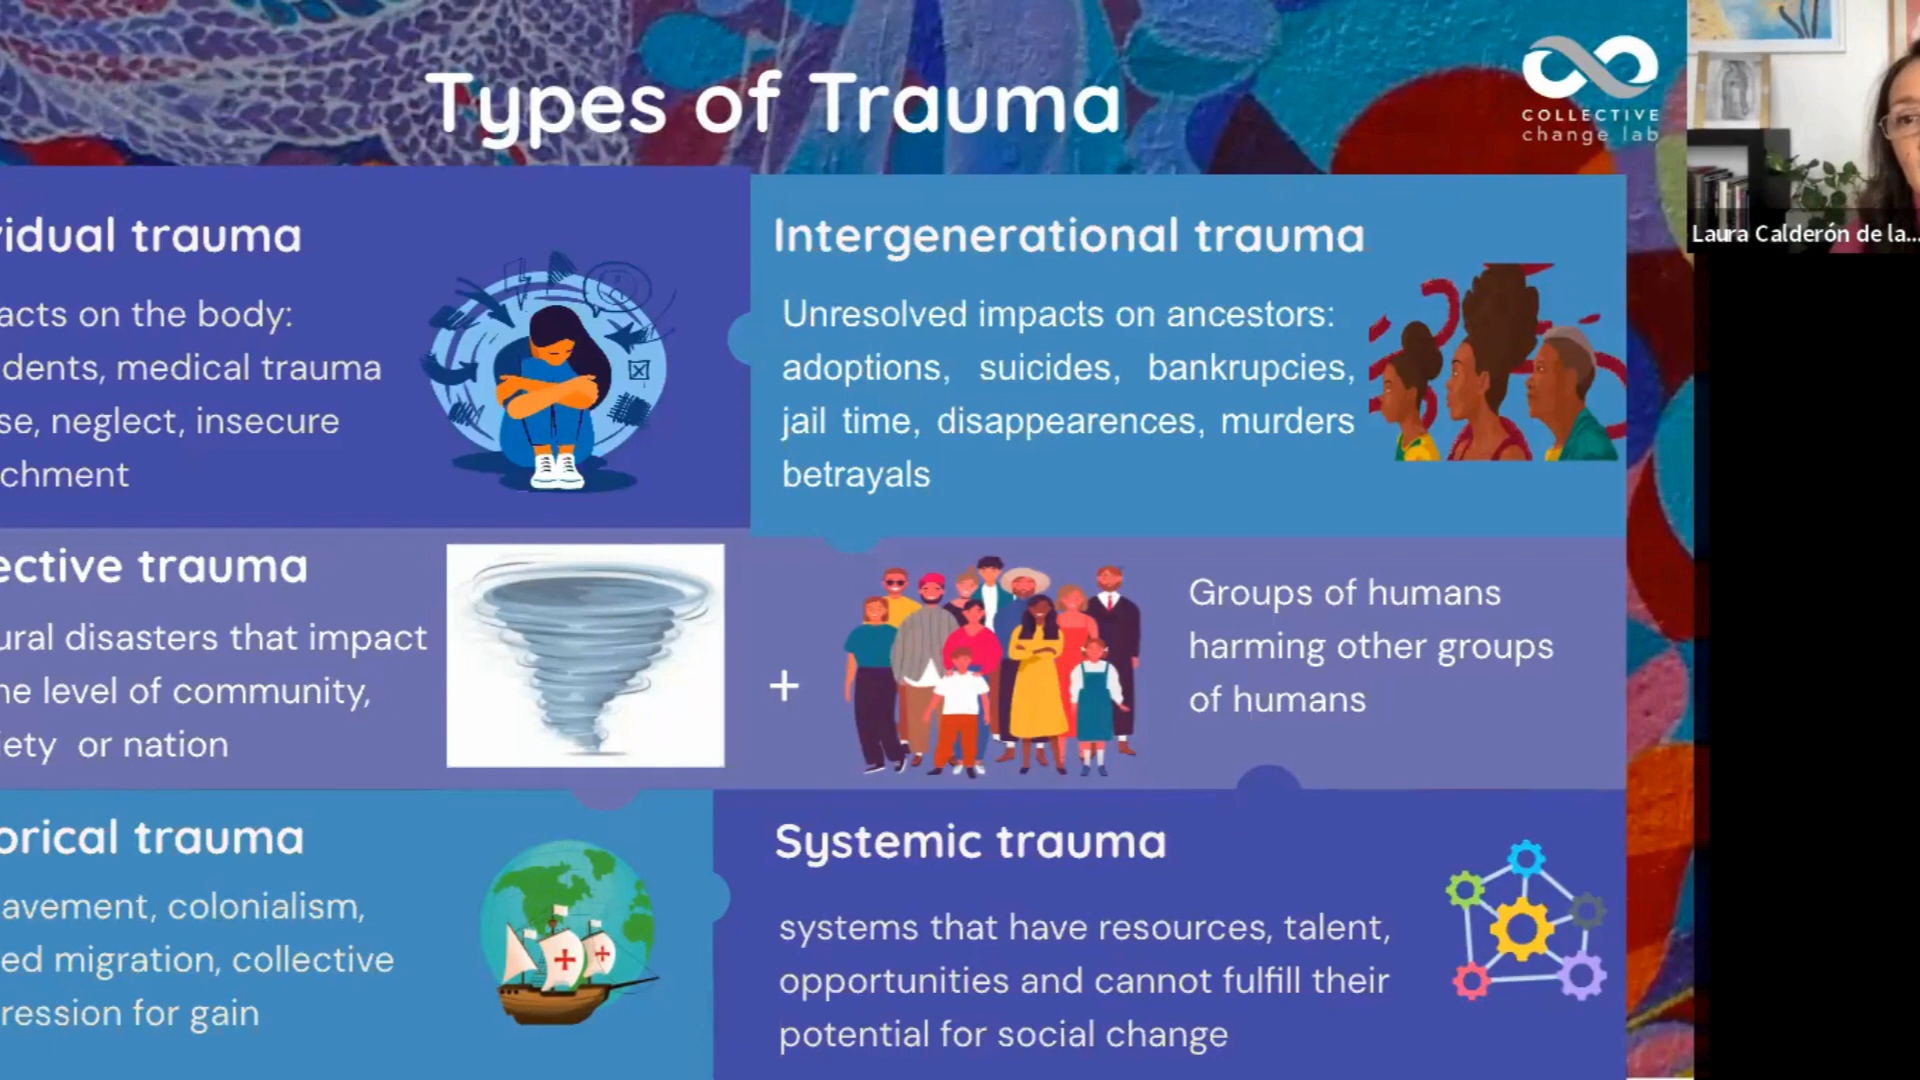 Types of Trauma
COLLECTIVE
change lab
Laura Calderón de la...
vidual trauma
acts on the body:
dents, medical trauma
se, neglect, insecure
chment
Intergenerational trauma
Unresolved impacts on ancestors:
adoptions, suicides, bankrupcies,
jail time, disappearences, murders
betrayals
ective trauma
ural disasters that impact
ne level of community,
iety or nation
+
Groups of humans
harming other groups
of humans
orical trauma
avement, colonialism,
ed migration, collective
ression for gain
Systemic trauma
systems that have resources, talent,
opportunities and cannot fulfill their
potential for social change